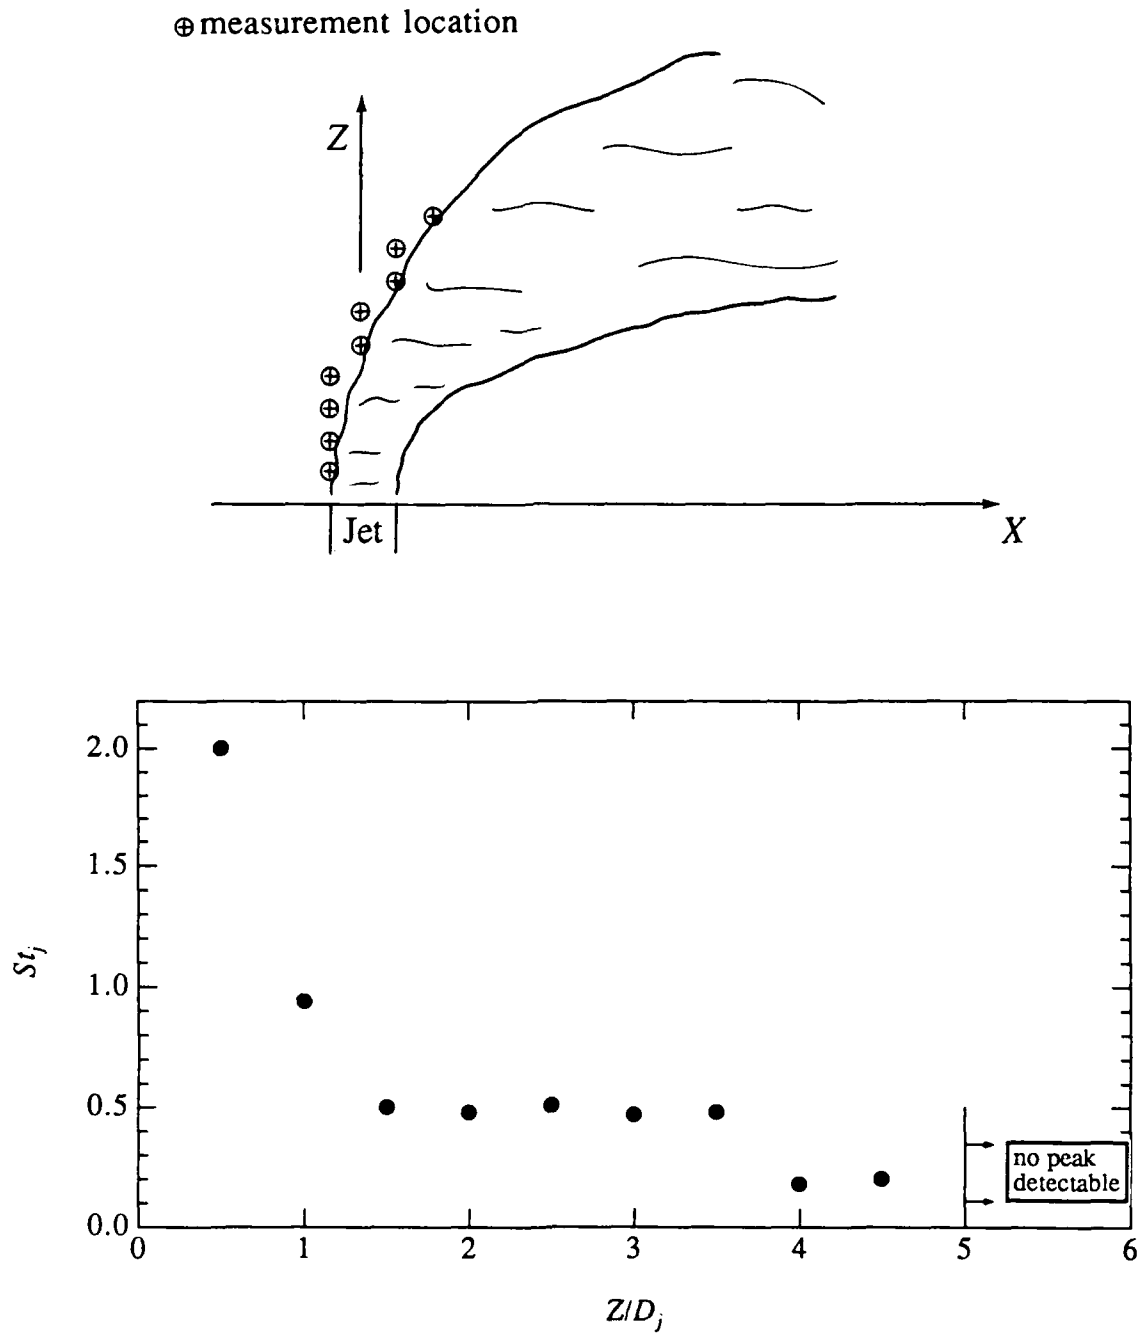 ⊕ measurement location
Z
Jet
X
2.0
1.5
1.0
0.5
0.0
St_j
no peak
detectable
0 1 2 3 4 5 6
Z/D_j